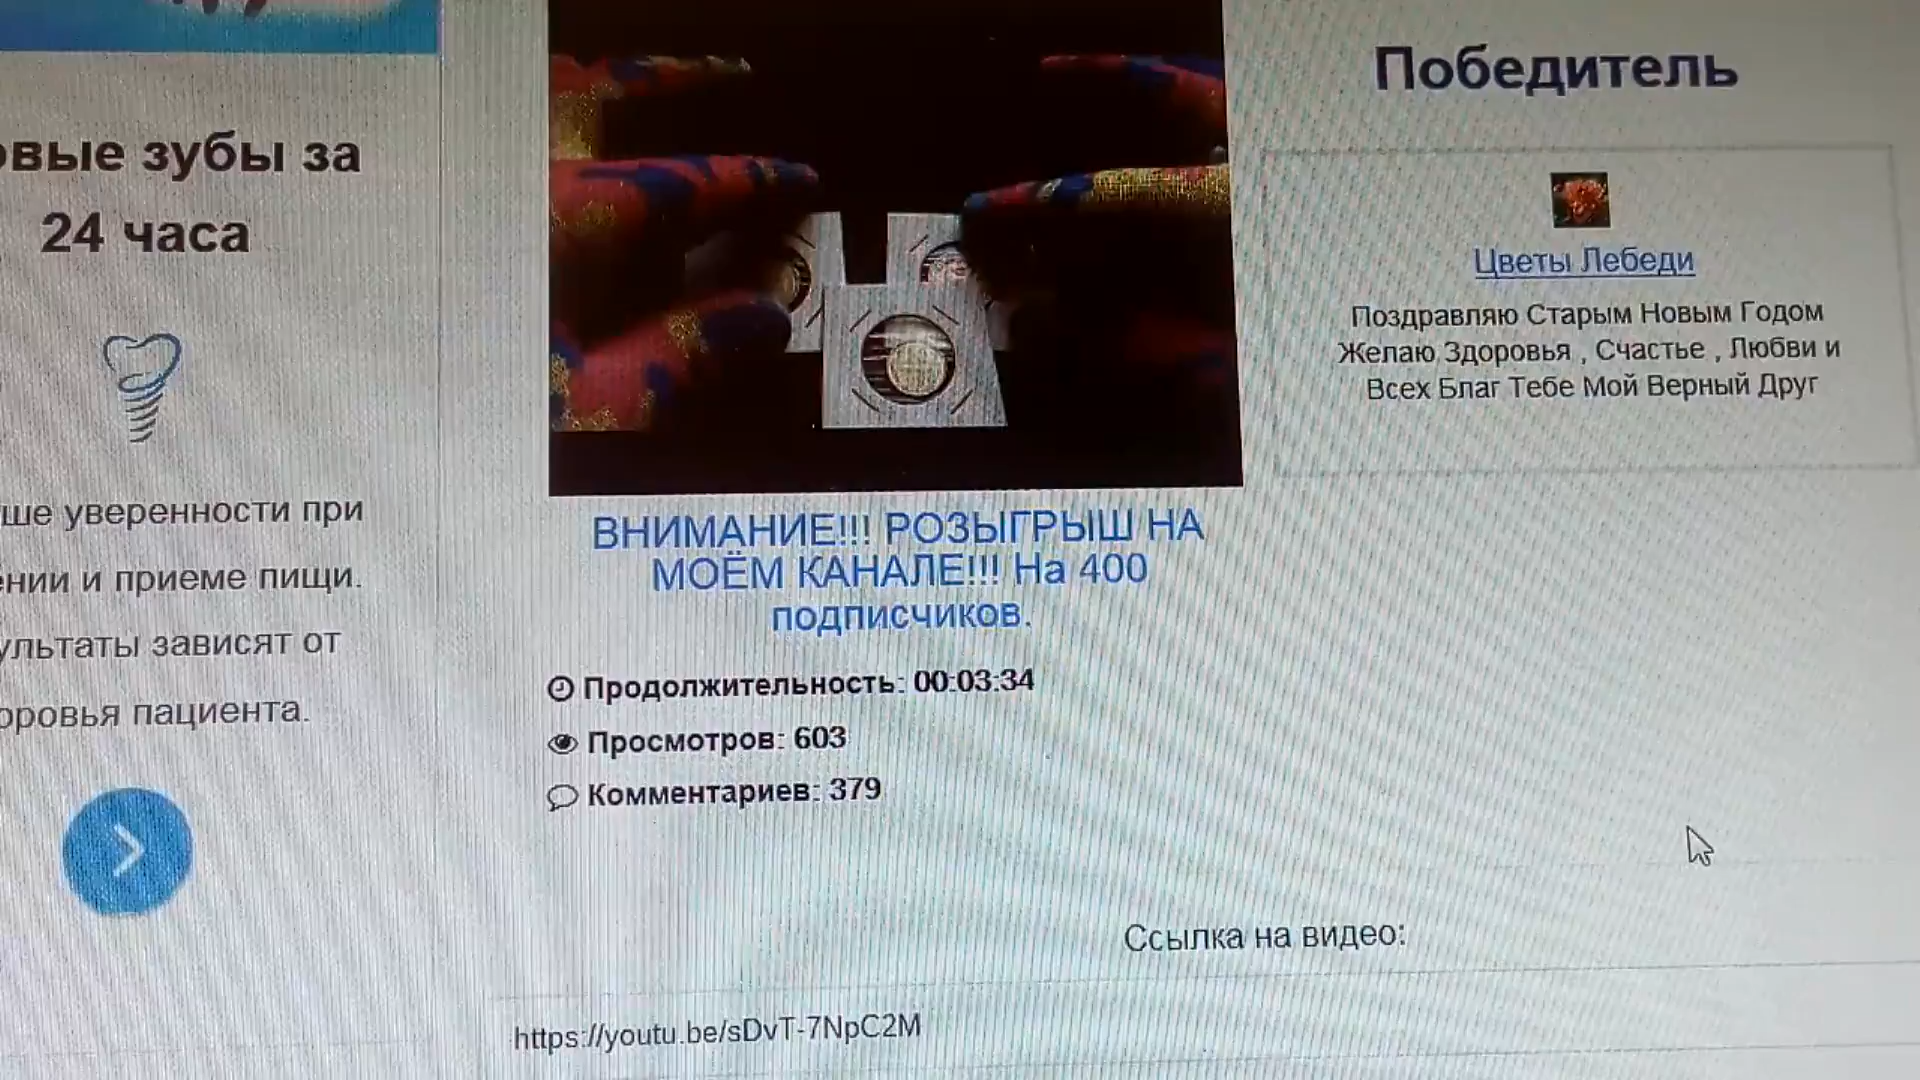 овые зубы за
24 часа
ше уверенности при
ении и приеме пищи.
ультаты зависят от
оровья пациента.
ВНИМАНИЕ!!! РОЗЫГРЫШ НА
МОЁМ КАНАЛЕ!!! На 400
подписчиков.
Продолжительность: 00:03:34
Просмотров: 603
Комментариев: 379
Победитель
Цветы Лебеди
Поздравляю Старым Новым Годом
Желаю Здоровья , Счастье , Любви и
Всех Благ Тебе Мой Верный Друг
Ссылка на видео:
https://youtu.be/sDvT-7NpC2M